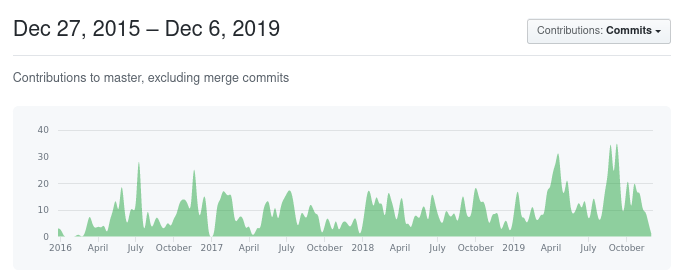 Dec 27, 2015 – Dec 6, 2019
Contributions: Commits
Contributions to master, excluding merge commits
40
30
20
10
0
2016 April July October 2017 April July October 2018 April July October 2019 April July October